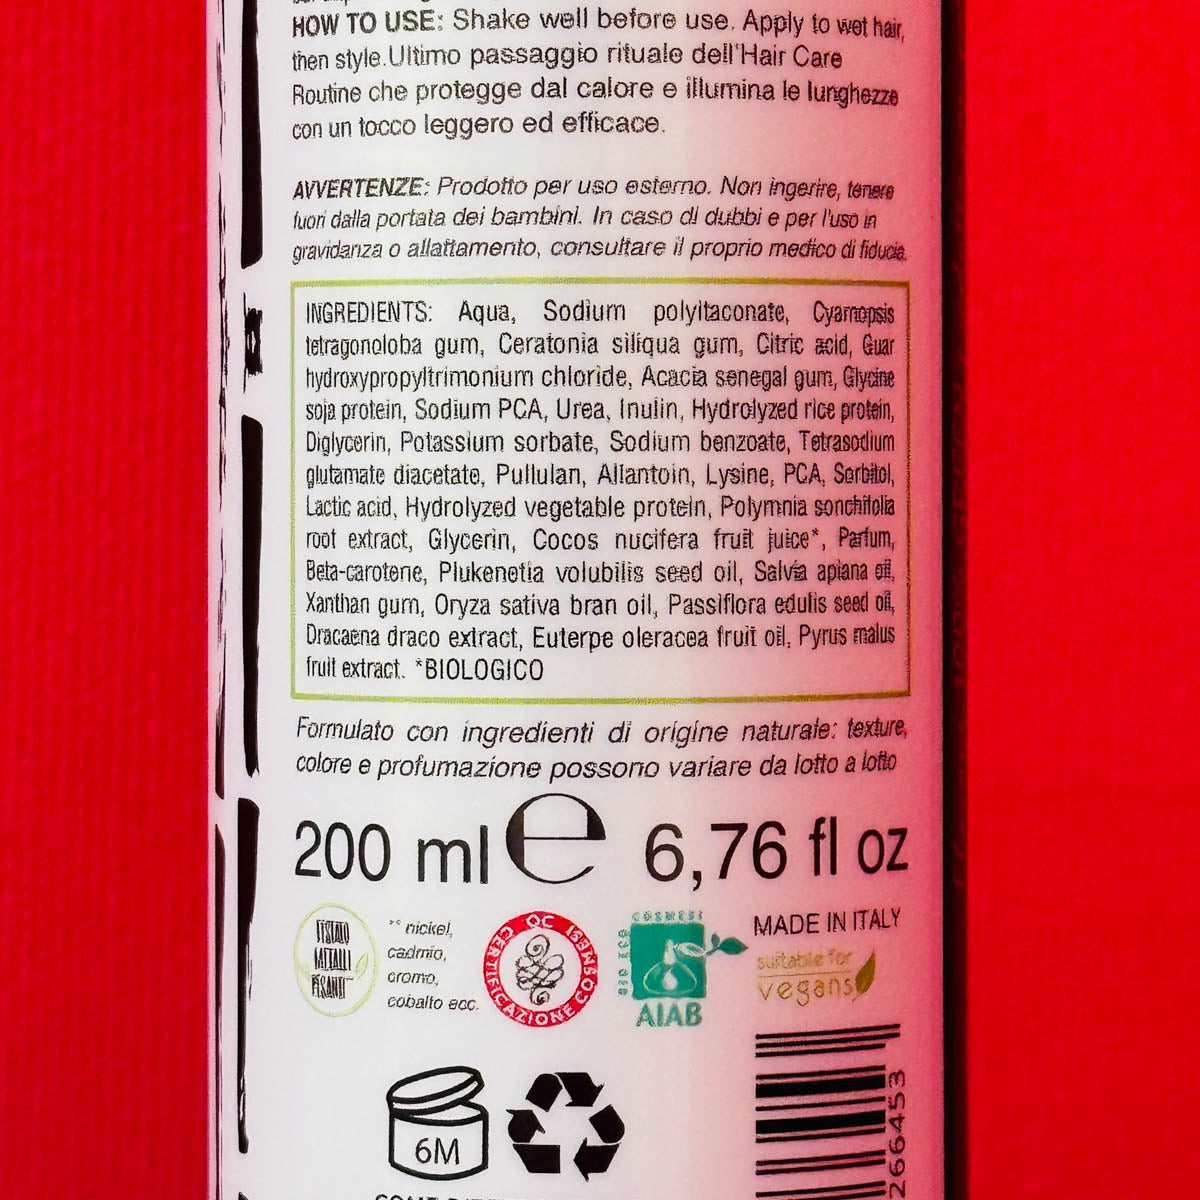 HOW TO USE: Shake well before use. Apply to wet hair,
then style.Ultimo passaggio rituale dell'Hair Care
Routine che protegge dal calore e illumina le lunghezze
con un tocco leggero ed efficace.
AVVERTENZE: Prodotto per uso esterno. Non ingerire, tenere
fuori dalla portata dei bambini. In caso di dubbi e per l'uso in
gravidanza o allattamento, consultare il proprio medico di fiducia.
INGREDIENTS: Aqua, Sodium polyitaconate, Cyamopsis
tetragonoloba gum, Ceratonia siliqua gum, Citric acid, Guar
hydroxypropyltrimonium chloride, Acacia senegal gum, Glycine
soja protein, Sodium PCA, Urea, Inulin, Hydrolyzed rice protein,
Diglycerin, Potassium sorbate, Sodium benzoate, Tetrasodium
glutamate diacetate, Pullulan, Allantoin, Lysine, PCA, Sorbitol,
Lactic acid, Hydrolyzed vegetable protein, Polymnia sonchifolia
root extract, Glycerin, Cocos nucifera fruit juice*, Parfum,
Beta-carotene, Plukenetia volubilis seed oil, Salvia apiana oil,
Xanthan gum, Oryza sativa bran oil, Passiflora edulis seed oil,
Dracaena draco extract, Euterpe oleracea fruit oil, Pyrus malus
fruit extract. *BIOLOGICO
Formulato con ingredienti di origine naturale: texture,
colore e profumazione possono variare da lotto a lotto
200 ml e 6,76 fl oz
TESTATO
METALLI
PESANTI**
** nickel,
cadmio,
cromo,
cobalto ecc.
QC CERTIFICAZIONE COSMESI
COSMESI
BIO
AIAB
MADE IN ITALY
suitable for
vegans
6M
266453